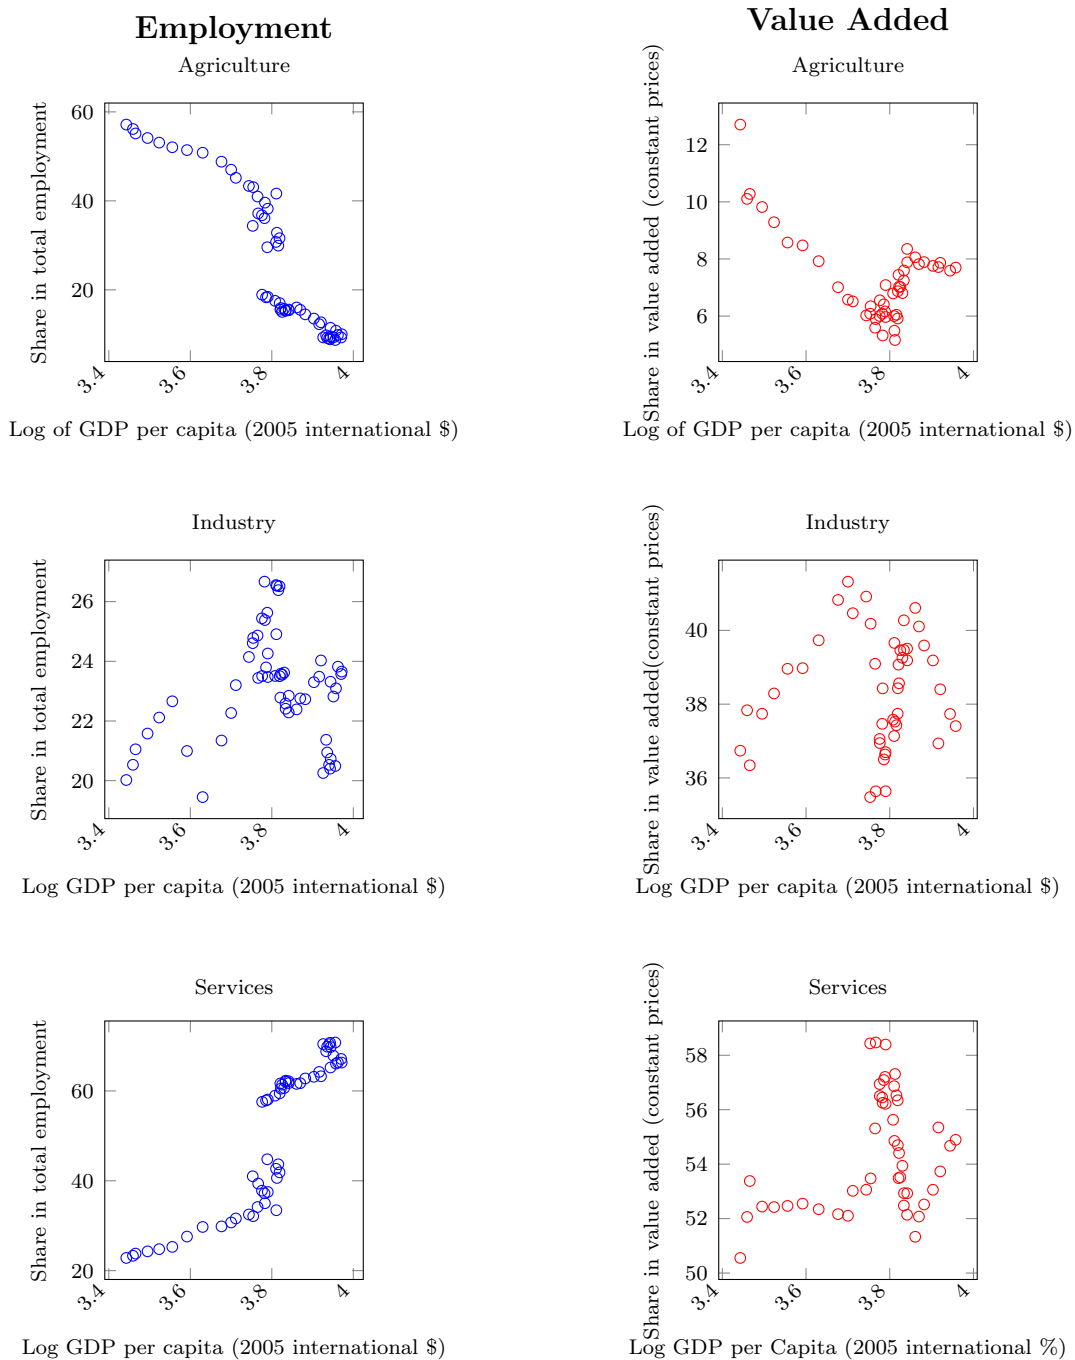 Employment
Value Added
Agriculture
Share in total employment
60
40
20
3.4
3.6
3.8
4
Log of GDP per capita (2005 international $)
Agriculture
Share in value added (constant prices)
12
10
8
6
3.4
3.6
3.8
4
Log of GDP per capita (2005 international $)
Industry
Share in total employment
26
24
22
20
3.4
3.6
3.8
4
Log GDP per capita (2005 international $)
Industry
Share in value added(constant prices)
40
38
36
3.4
3.6
3.8
4
Log GDP per capita (2005 international $)
Services
Share in total employment
60
40
20
3.4
3.6
3.8
4
Log GDP per capita (2005 international $)
Services
Share in value added (constant prices)
58
56
54
52
50
3.4
3.6
3.8
4
Log GDP per Capita (2005 international %)